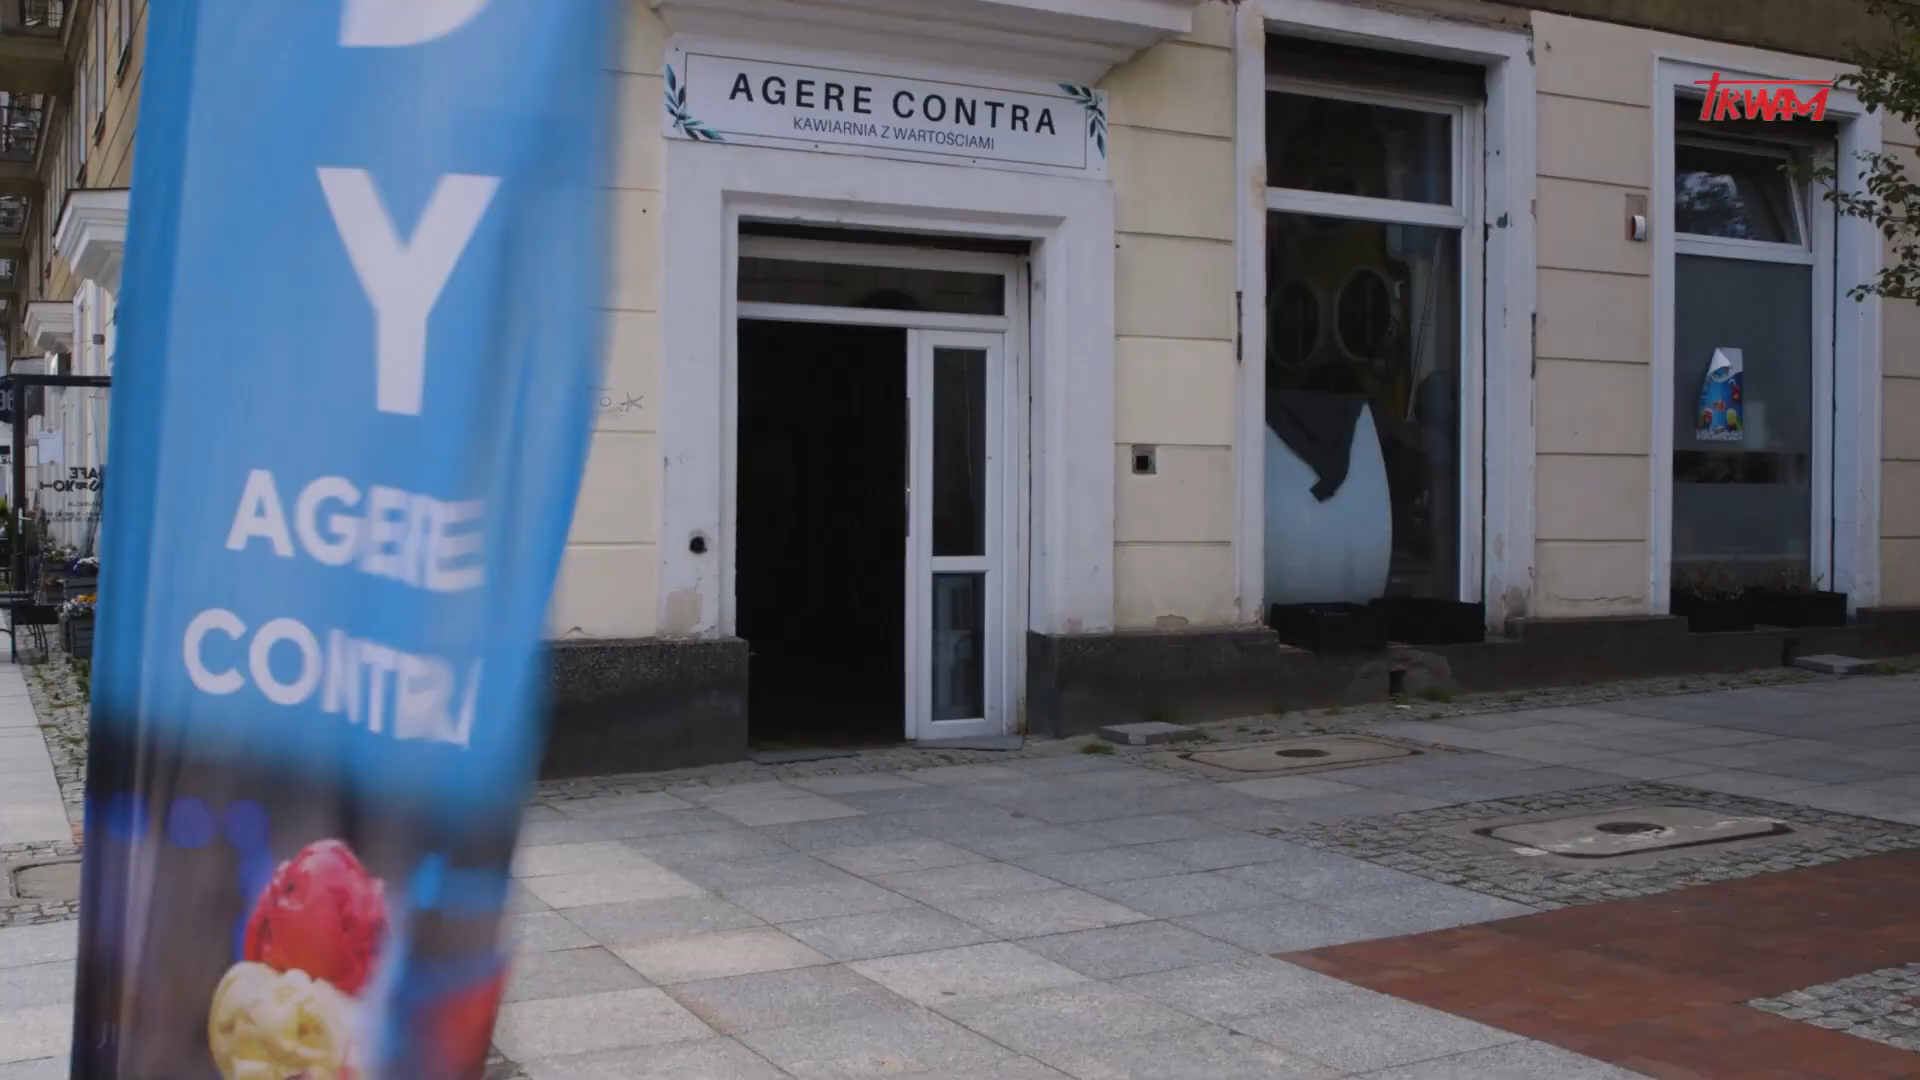 AGERE CONTRA
KAWIARNIA Z WARTOŚCIAMI
TRWAM
Y
AGERE
CONTRA